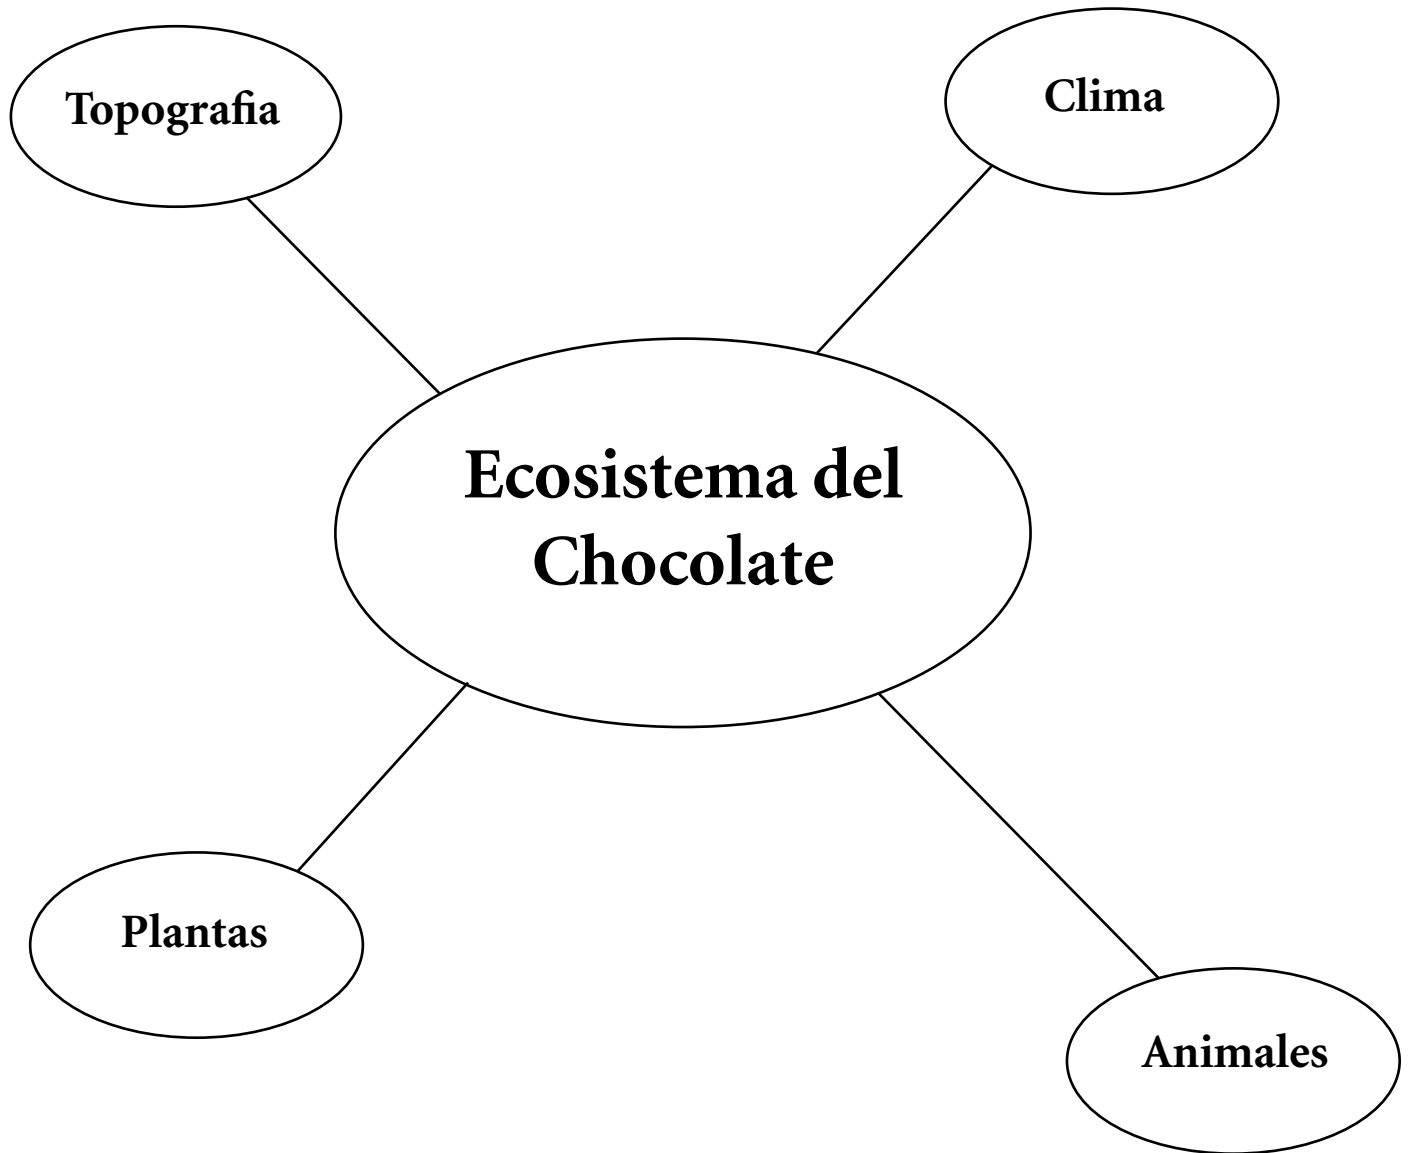 Topografia
Clima
Ecosistema del
Chocolate
Plantas
Animales